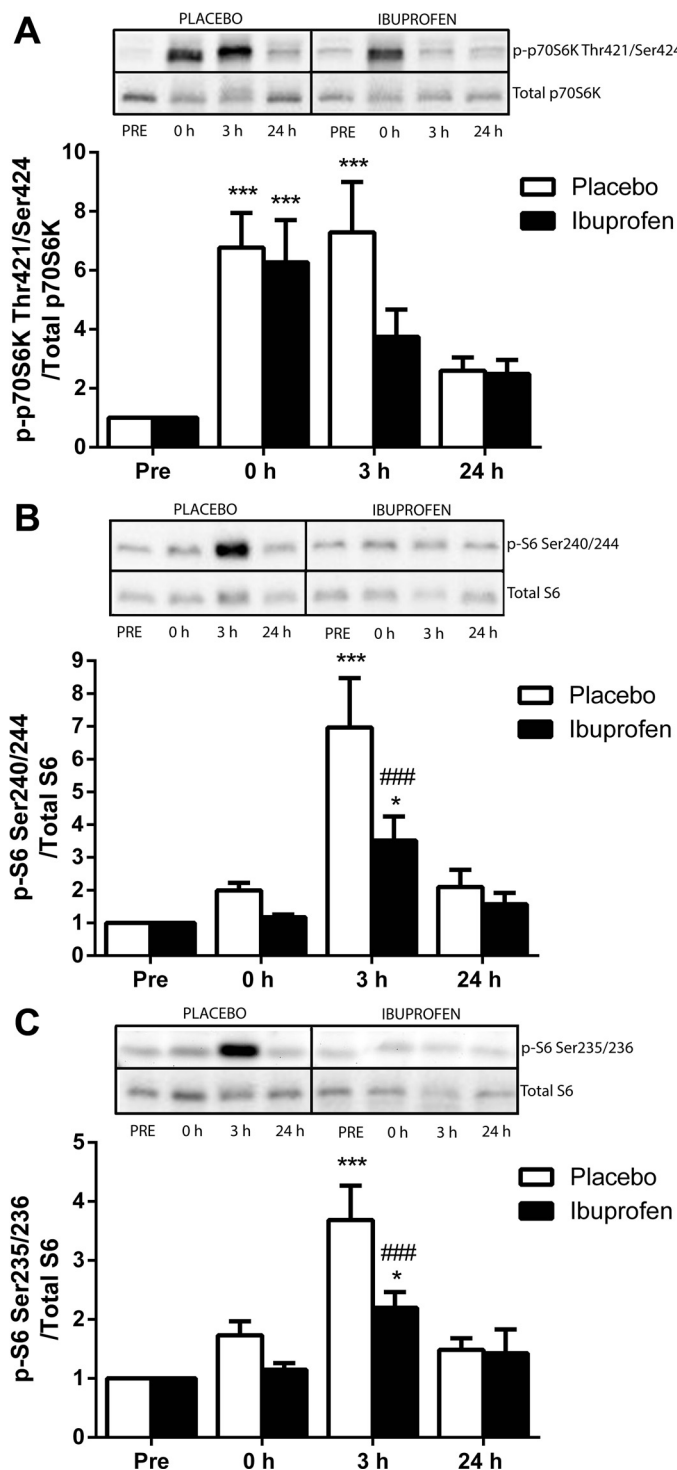 A
PLACEBO IBUPROFEN
p-p70S6K Thr421/Ser424
Total p70S6K
PRE 0 h 3 h 24 h PRE 0 h 3 h 24 h
p-p70S6K Thr421/Ser424
/Total p70S6K
10
8
6
4
2
0
*** *** ***
Placebo
Ibuprofen
Pre 0 h 3 h 24 h
B
PLACEBO IBUPROFEN
p-S6 Ser240/244
Total S6
PRE 0 h 3 h 24 h PRE 0 h 3 h 24 h
p-S6 Ser240/244
/Total S6
9
8
7
6
5
4
3
2
1
0
***
###
*
Placebo
Ibuprofen
Pre 0 h 3 h 24 h
C
PLACEBO IBUPROFEN
p-S6 Ser235/236
Total S6
PRE 0 h 3 h 24 h PRE 0 h 3 h 24 h
p-S6 Ser235/236
/Total S6
5
4
3
2
1
0
***
###
*
Placebo
Ibuprofen
Pre 0 h 3 h 24 h